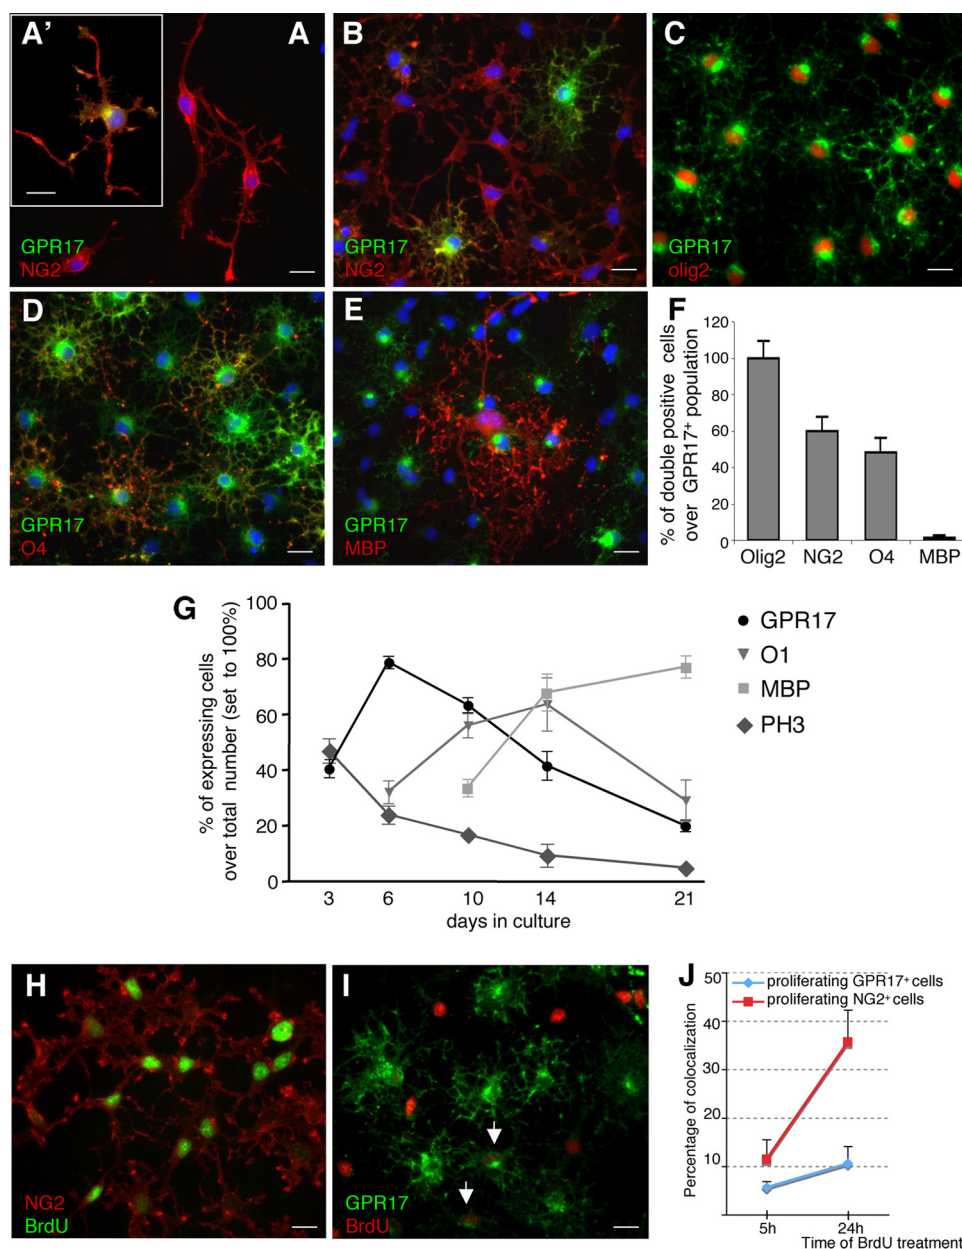 A'
A
GPR17
NG2
B
GPR17
NG2
C
GPR17
olig2
D
GPR17
O4
E
GPR17
MBP
F
% of double positive cells
over GPR17+ population
120
100
80
60
40
20
0
Olig2 NG2 O4 MBP
G
% of expressing cells
over total number (set to 100%)
100
80
60
40
20
0
3 6 10 14 21
days in culture
GPR17
O1
MBP
PH3
H
NG2
BrdU
I
GPR17
BrdU
J
Percentage of colocalization
50
40
30
20
10
proliferating GPR17+ cells
proliferating NG2+ cells
5h 24h
Time of BrdU treatment